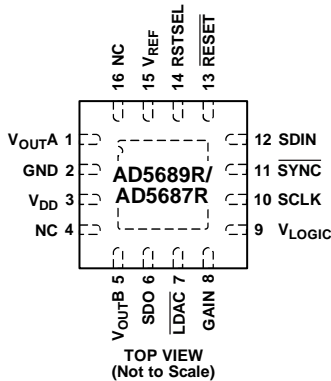 16 NC
15 VREF
14 RSTSEL
13 RESET
VOUTA 1
GND 2
VDD 3
NC 4
AD5689R/
AD5687R
12 SDIN
11 SYNC
10 SCLK
9 VLOGIC
VOUTB 5
SDO 6
LDAC 7
GAIN 8
TOP VIEW
(Not to Scale)